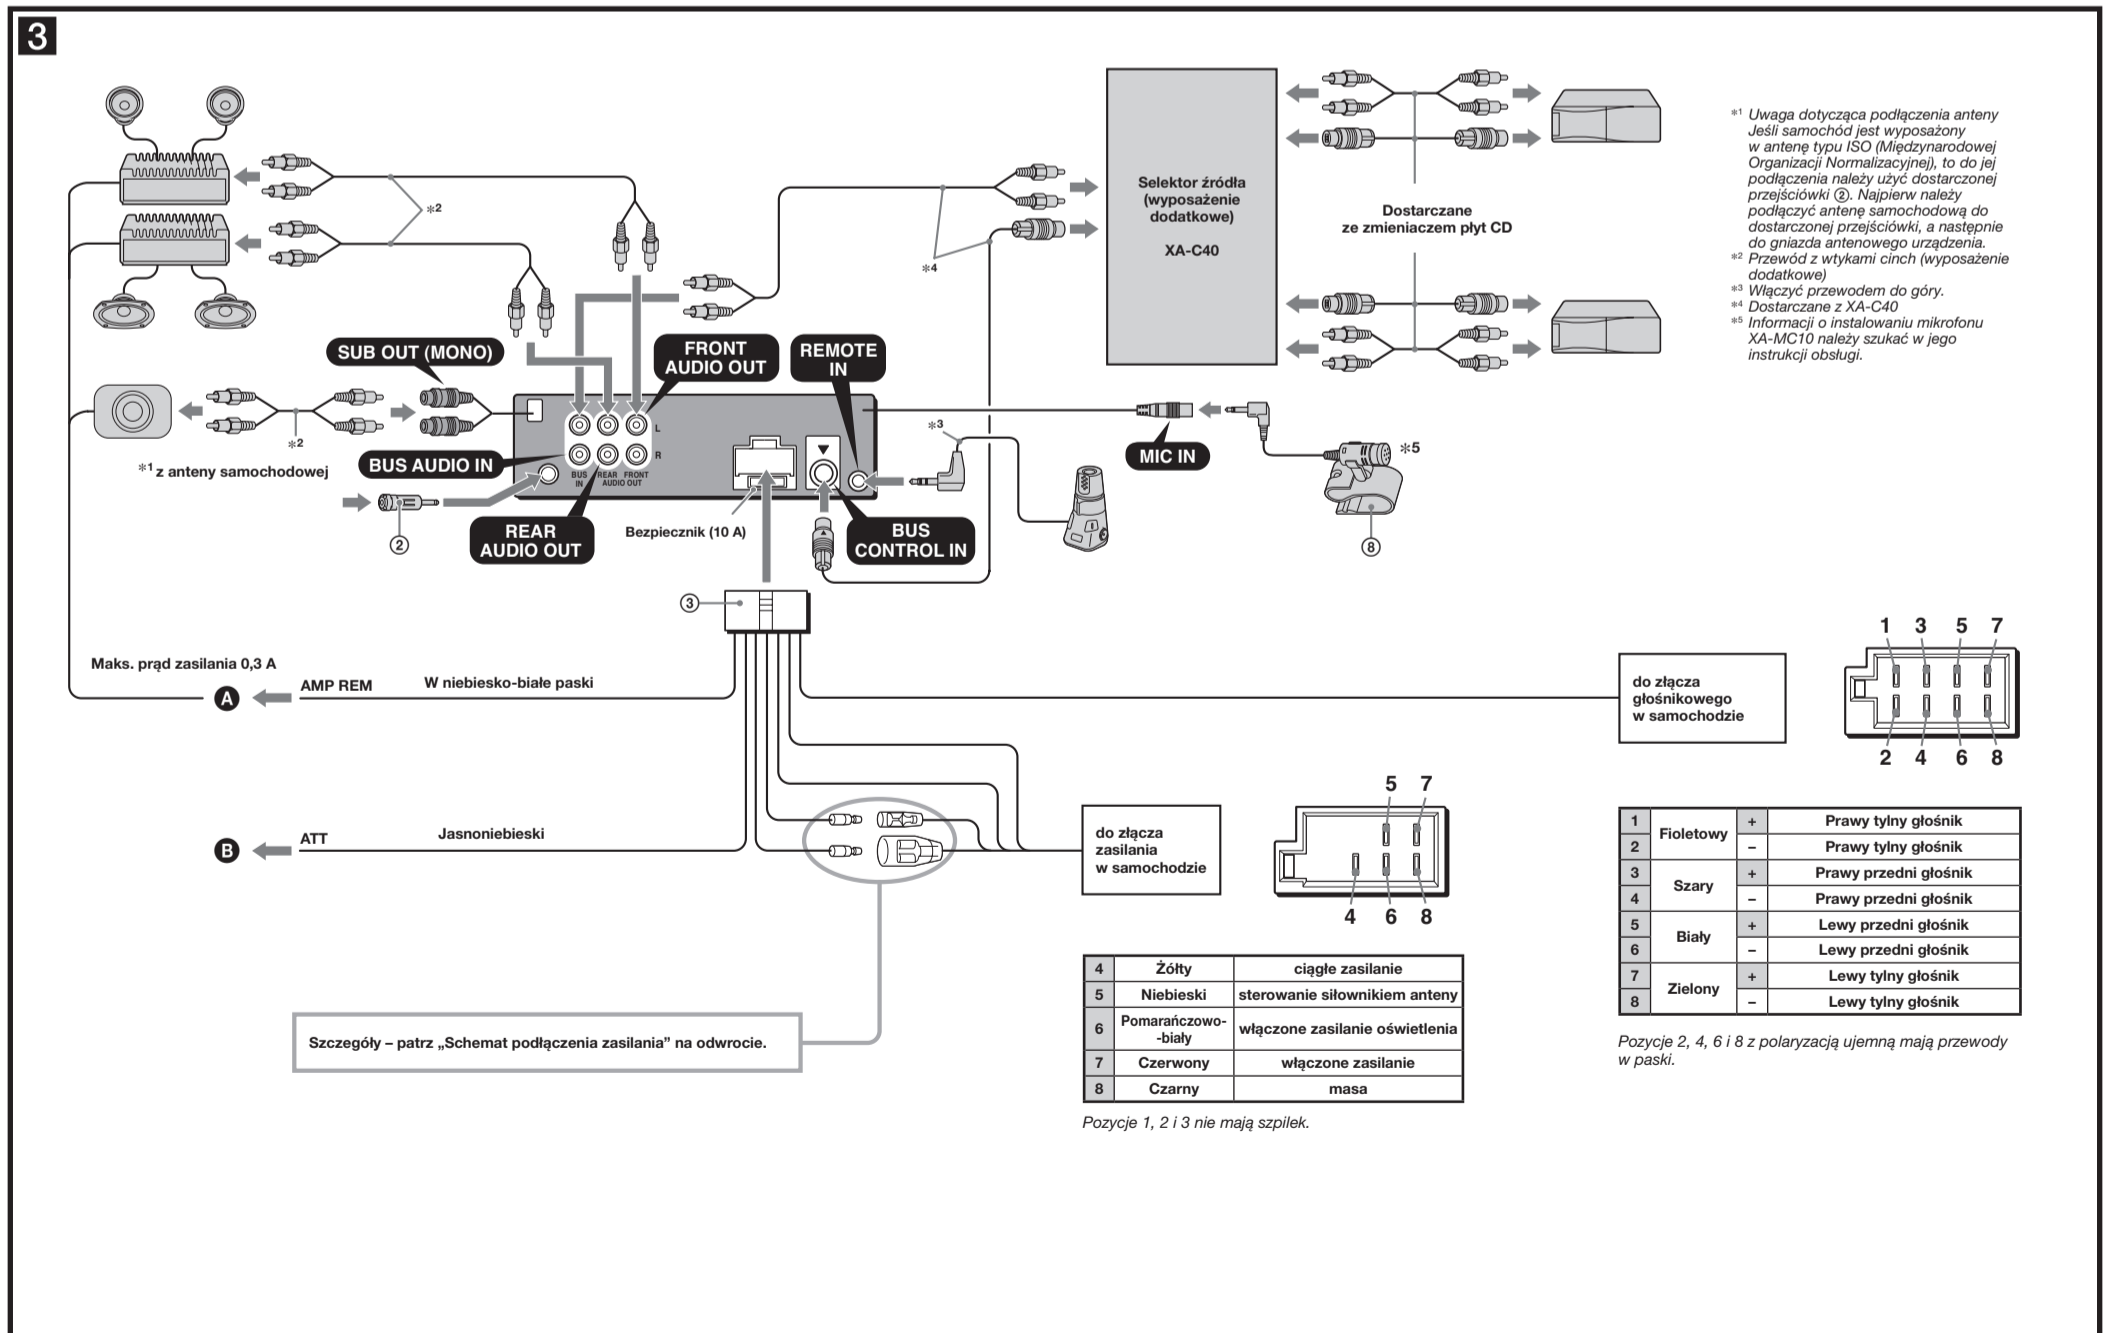 3
*1 Uwaga dotycząca podłączenia anteny
Jeśli samochód jest wyposażony
w antenę typu ISO (Międzynarodowej
Organizacji Normalizacyjnej), to do jej
podłączenia należy użyć dostarczonej
przejściówki ②. Najpierw należy
podłączyć antenę samochodową do
dostarczonej przejściówki, a następnie
do gniazda antenowego urządzenia.
*2 Przewód z wtykami cinch (wyposażenie
dodatkowe)
*3 Włączyć przewodem do góry.
*4 Dostarczane z XA-C40
*5 Informacji o instalowaniu mikrofonu
XA-MC10 należy szukać w jego
instrukcji obsługi.
Selektor źródła
(wyposażenie
dodatkowe)
XA-C40
Dostarczane
ze zmieniaczem płyt CD
*2
*4
SUB OUT (MONO)
FRONT
AUDIO OUT
REMOTE
IN
*2
*3
L
R
BUS
IN
REAR
FRONT
AUDIO OUT
BUS AUDIO IN
*1 z anteny samochodowej
MIC IN
*5
②
REAR
AUDIO OUT
Bezpiecznik (10 A)
BUS
CONTROL IN
⑧
③
Maks. prąd zasilania 0,3 A
A
AMP REM
W niebiesko-białe paski
do złącza
głośnikowego
w samochodzie
1 3 5 7
2 4 6 8
B
ATT
Jasnoniebieski
do złącza
zasilania
w samochodzie
5 7
4 6 8
1 Fioletowy + Prawy tylny głośnik
2 – Prawy tylny głośnik
3 Szary + Prawy przedni głośnik
4 – Prawy przedni głośnik
5 Biały + Lewy przedni głośnik
6 – Lewy przedni głośnik
7 Zielony + Lewy tylny głośnik
8 – Lewy tylny głośnik
Pozycje 2, 4, 6 i 8 z polaryzacją ujemną mają przewody
w paski.
4 Żółty ciągłe zasilanie
5 Niebieski sterowanie siłownikiem anteny
6 Pomarańczowo-
-biały włączone zasilanie oświetlenia
7 Czerwony włączone zasilanie
8 Czarny masa
Pozycje 1, 2 i 3 nie mają szpilek.
Szczegóły – patrz „Schemat podłączenia zasilania” na odwrocie.